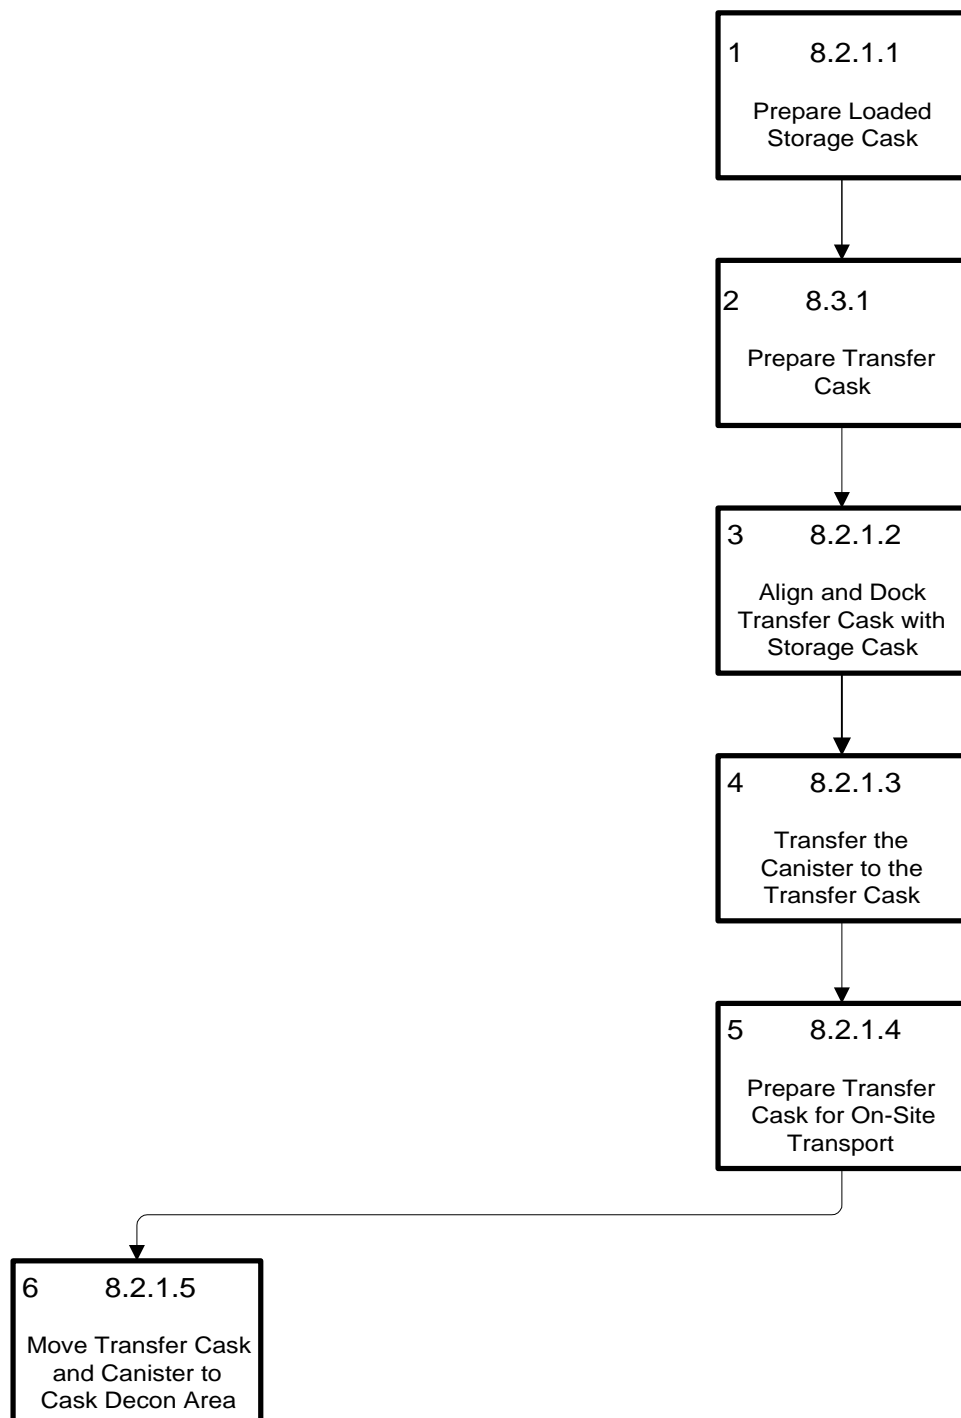 1 8.2.1.1
Prepare Loaded
Storage Cask
2 8.3.1
Prepare Transfer
Cask
3 8.2.1.2
Align and Dock
Transfer Cask with
Storage Cask
4 8.2.1.3
Transfer the
Canister to the
Transfer Cask
5 8.2.1.4
Prepare Transfer
Cask for On-Site
Transport
6 8.2.1.5
Move Transfer Cask
and Canister to
Cask Decon Area